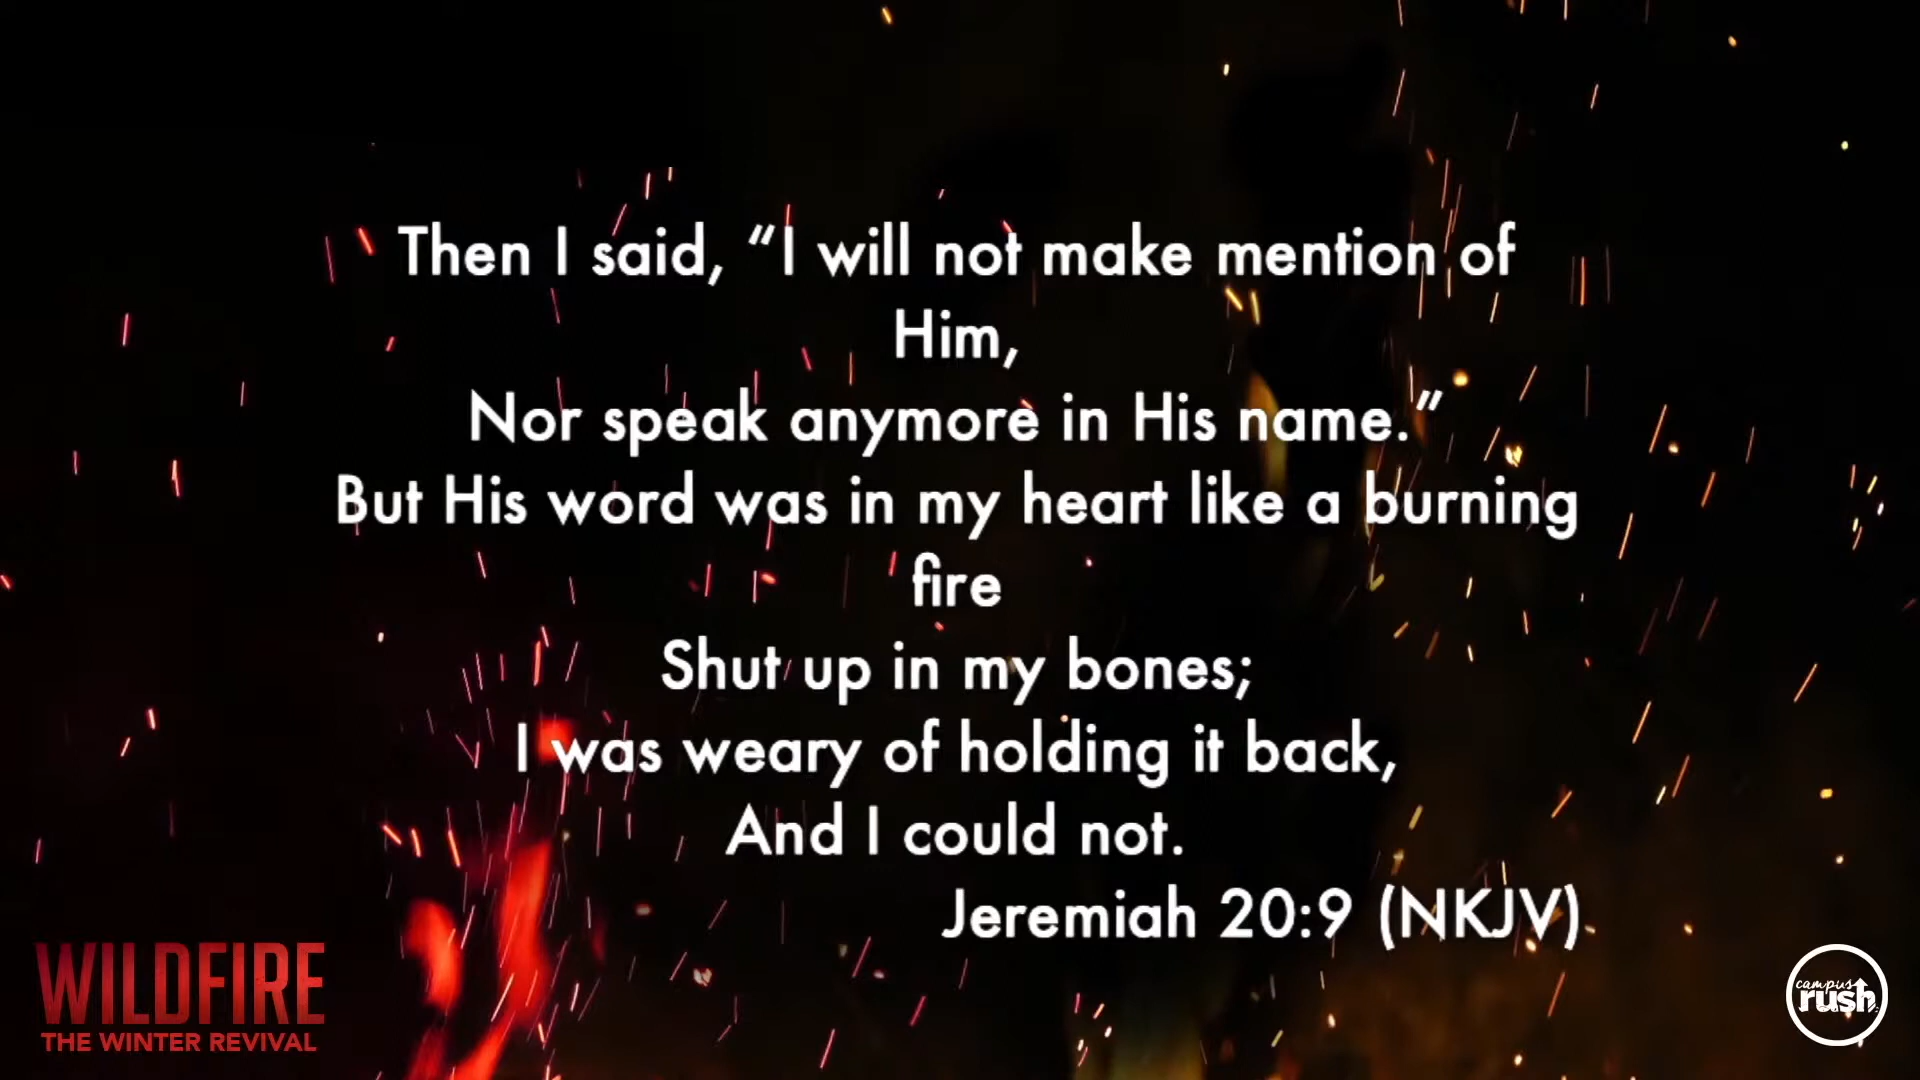 Then I said, “I will not make mention of
Him,
Nor speak anymore in His name.”
But His word was in my heart like a burning
fire
Shut up in my bones;
I was weary of holding it back,
And I could not.
Jeremiah 20:9 (NKJV)
WILDFIRE
THE WINTER REVIVAL
campus
rush